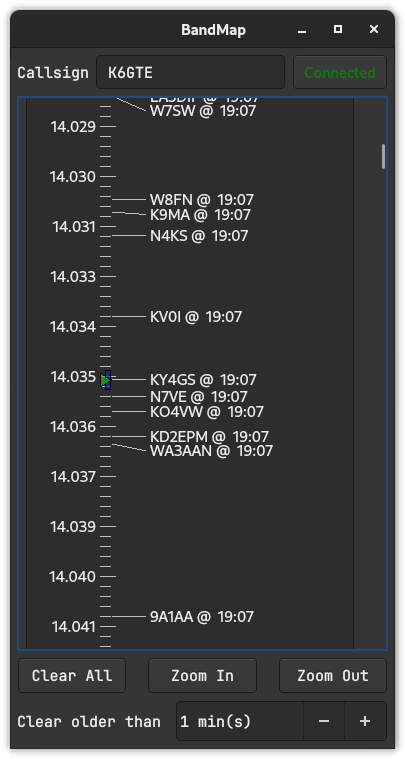 BandMap
Callsign K6GTE Connected
W7SW @ 19:07
14.029
14.030
W8FN @ 19:07
K9MA @ 19:07
14.031
N4KS @ 19:07
14.033
KV0I @ 19:07
14.034
14.035 KY4GS @ 19:07
N7VE @ 19:07
KO4VW @ 19:07
14.036
KD2EPM @ 19:07
WA3AAN @ 19:07
14.037
14.039
14.040
9A1AA @ 19:07
14.041
Clear All Zoom In Zoom Out
Clear older than 1 min(s) − +